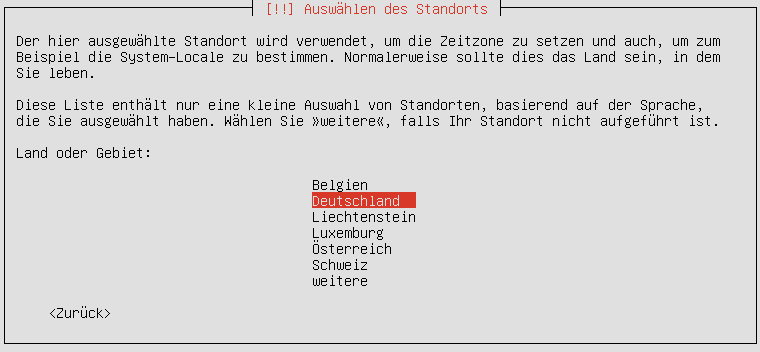 [!!] Auswählen des Standorts
Der hier ausgewählte Standort wird verwendet, um die Zeitzone zu setzen und auch, um zum
Beispiel die System-Locale zu bestimmen. Normalerweise sollte dies das Land sein, in dem
Sie leben.
Diese Liste enthält nur eine kleine Auswahl von Standorten, basierend auf der Sprache,
die Sie ausgewählt haben. Wählen Sie »weitere«, falls Ihr Standort nicht aufgeführt ist.
Land oder Gebiet:
Belgien
Deutschland
Liechtenstein
Luxemburg
Österreich
Schweiz
weitere
<Zurück>